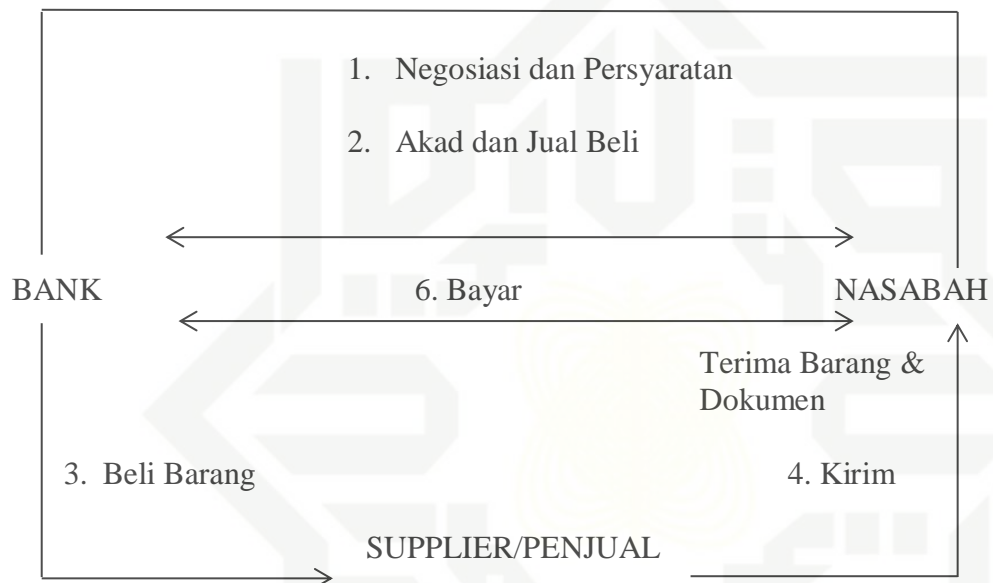 1. Negosiasi dan Persyaratan
2. Akad dan Jual Beli
BANK
6. Bayar
NASABAH
Terima Barang &
Dokumen
3. Beli Barang
4. Kirim
SUPPLIER/PENJUAL